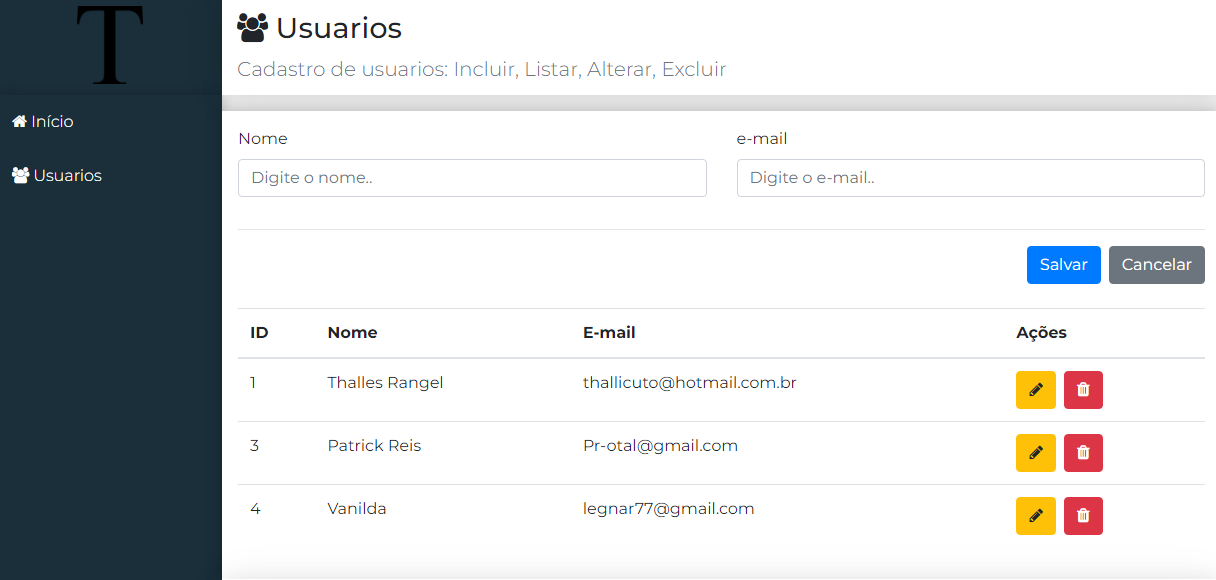 T
Usuarios
Cadastro de usuarios: Incluir, Listar, Alterar, Excluir
Início
Usuarios
Nome
e-mail
Digite o nome..
Digite o e-mail..
Salvar Cancelar
ID Nome E-mail Ações
1 Thalles Rangel thallicuto@hotmail.com.br
3 Patrick Reis Pr-otal@gmail.com
4 Vanilda legnar77@gmail.com